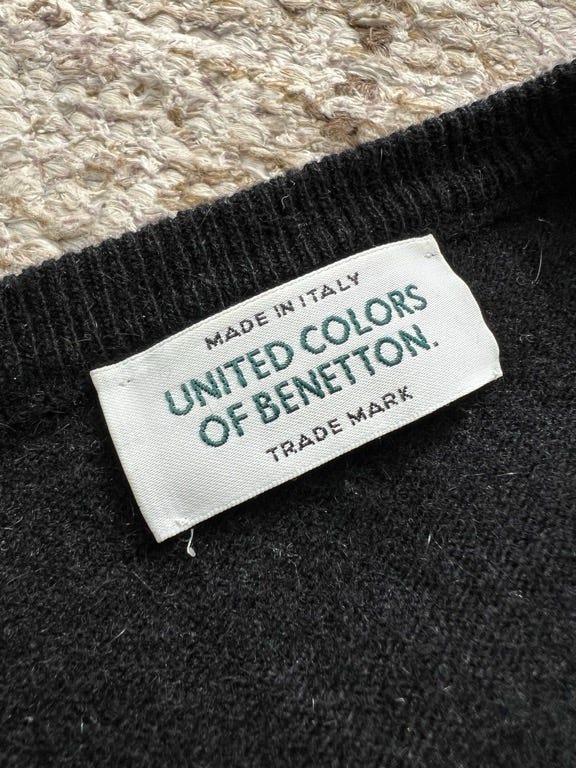 MADE IN ITALY
UNITED COLORS
OF BENETTON.
TRADE MARK